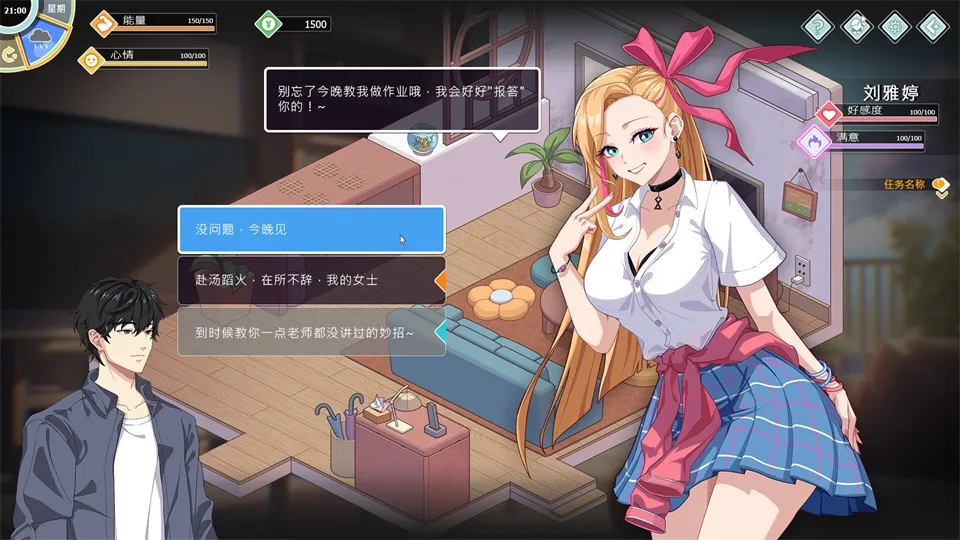 21:00
星期
能量
150/150
1500
心情
100/100
别忘了今晚教我做作业哦，我会好好"报答"
你的！~
刘雅婷
好感度
100/100
满意
100/100
任务名称
没问题，今晚见
赴汤蹈火，在所不辞，我的女士
到时候教你一点老师都没讲过的妙招~